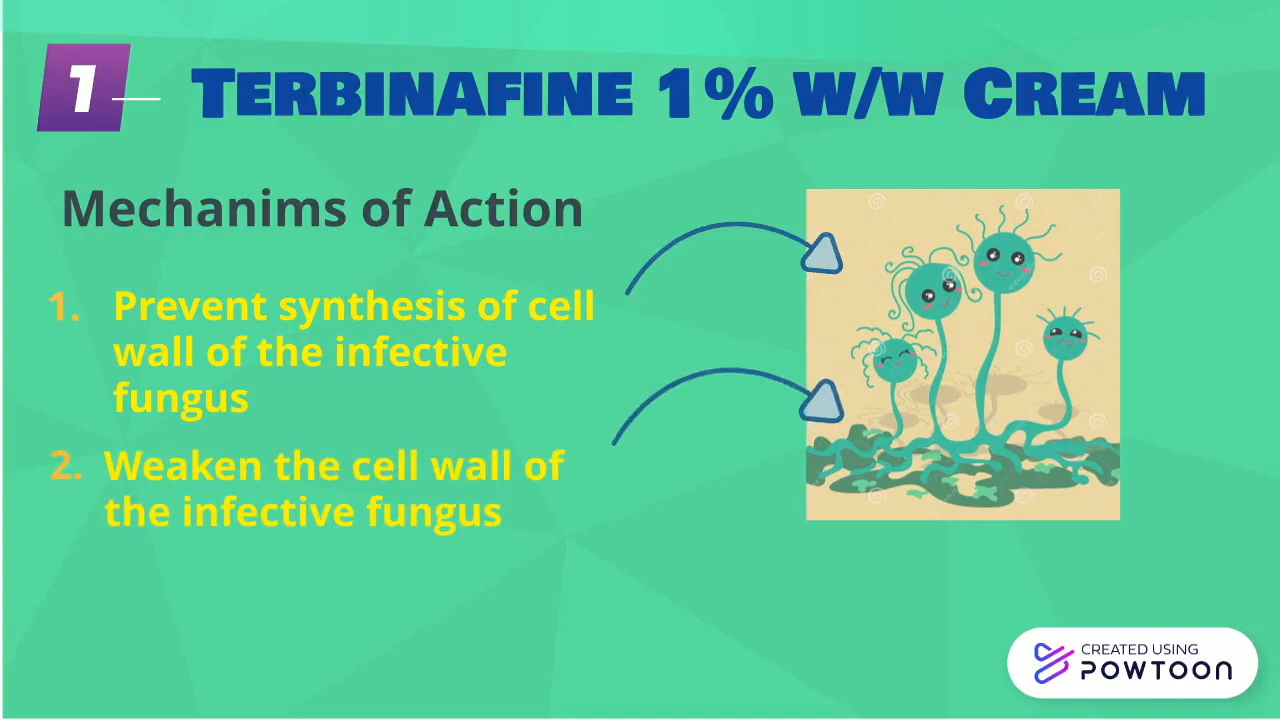 1
TERBINAFINE 1% W/W CREAM
Mechanims of Action
1. Prevent synthesis of cell
wall of the infective
fungus
2. Weaken the cell wall of
the infective fungus
CREATED USING
POWTOON